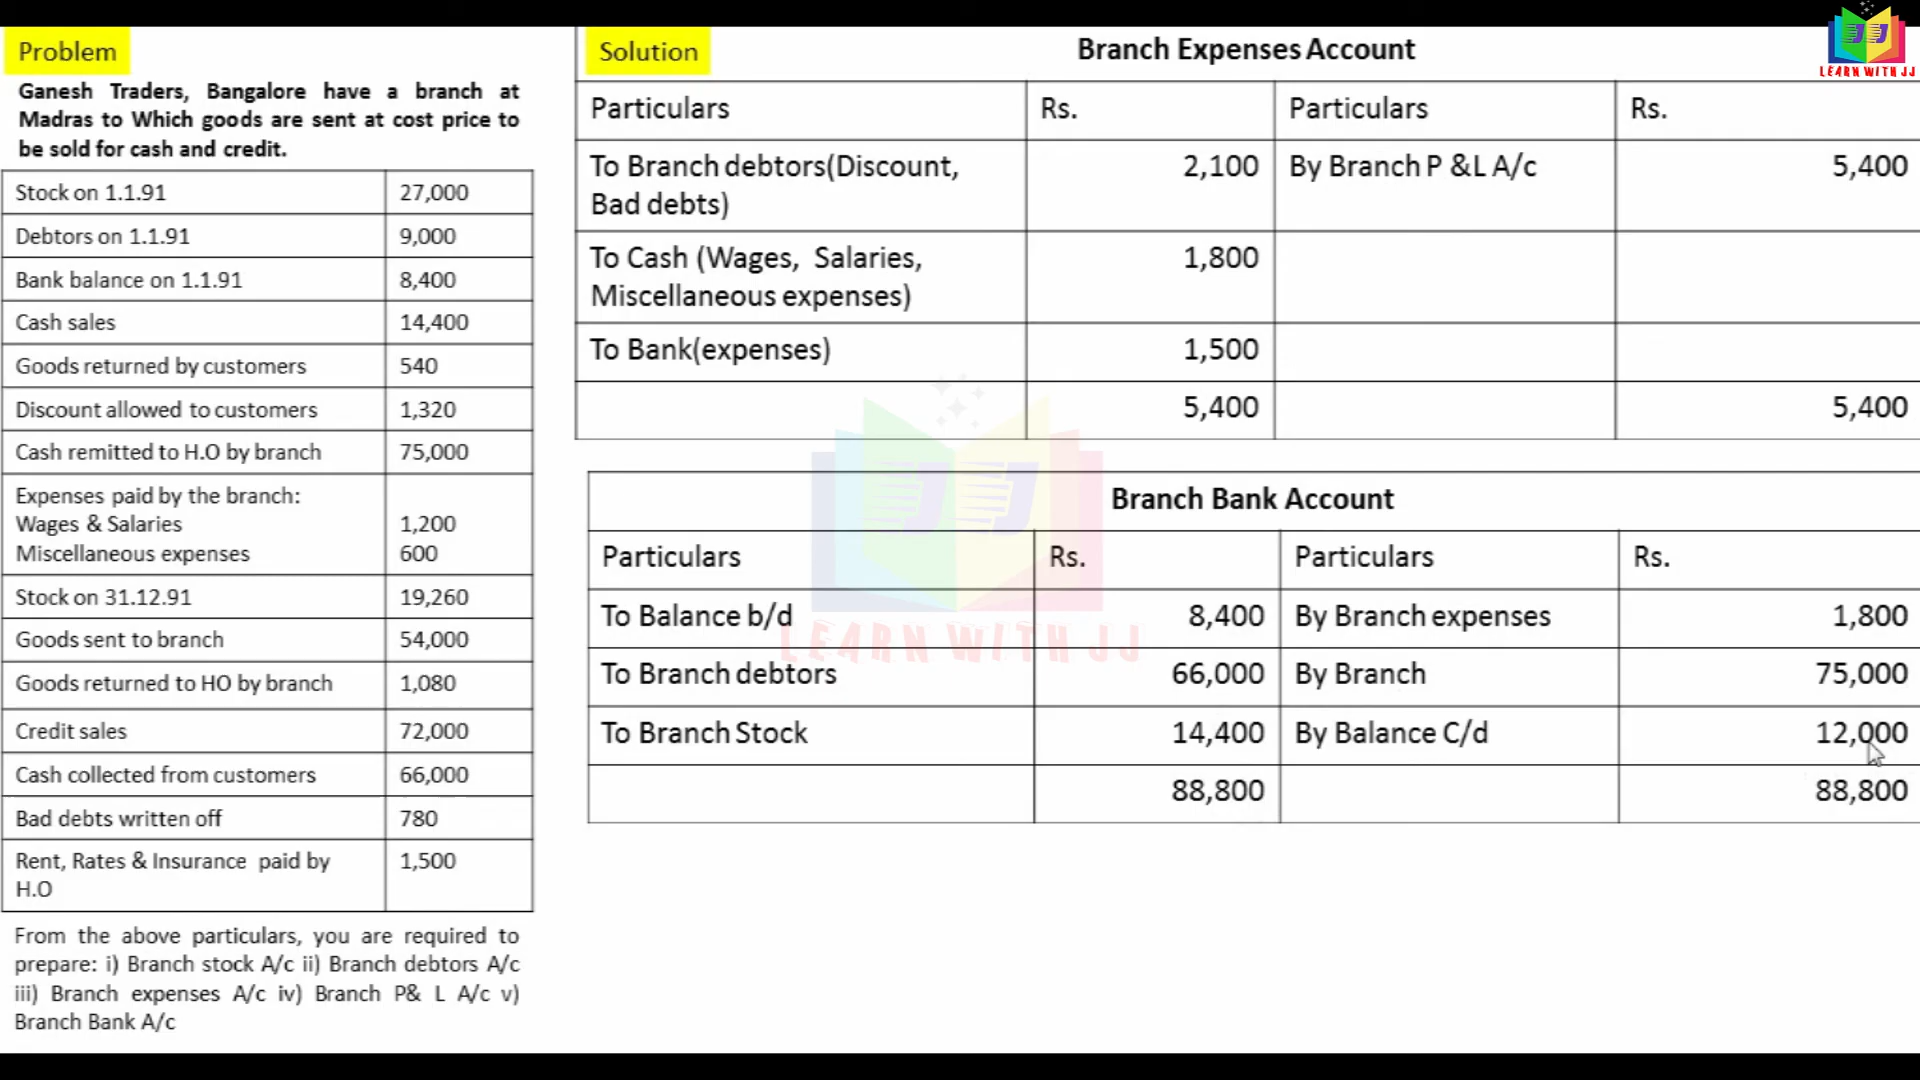 Problem
Ganesh Traders, Bangalore have a branch at
Madras to Which goods are sent at cost price to
be sold for cash and credit.
Stock on 1.1.91 27,000
Debtors on 1.1.91 9,000
Bank balance on 1.1.91 8,400
Cash sales 14,400
Goods returned by customers 540
Discount allowed to customers 1,320
Cash remitted to H.O by branch 75,000
Expenses paid by the branch:
Wages & Salaries 1,200
Miscellaneous expenses 600
Stock on 31.12.91 19,260
Goods sent to branch 54,000
Goods returned to HO by branch 1,080
Credit sales 72,000
Cash collected from customers 66,000
Bad debts written off 780
Rent, Rates & Insurance paid by 1,500
H.O
From the above particulars, you are required to
prepare: i) Branch stock A/c ii) Branch debtors A/c
iii) Branch expenses A/c iv) Branch P& L A/c v)
Branch Bank A/c
Solution
Branch Expenses Account
Particulars Rs. Particulars Rs.
To Branch debtors(Discount, 2,100 By Branch P &L A/c 5,400
Bad debts)
To Cash (Wages, Salaries, 1,800
Miscellaneous expenses)
To Bank(expenses) 1,500
5,400 5,400
Branch Bank Account
Particulars Rs. Particulars Rs.
To Balance b/d 8,400 By Branch expenses 1,800
To Branch debtors 66,000 By Branch 75,000
To Branch Stock 14,400 By Balance C/d 12,000
88,800 88,800
JJ
LEARN WITH JJ
JJ
LEARN WITH JJ